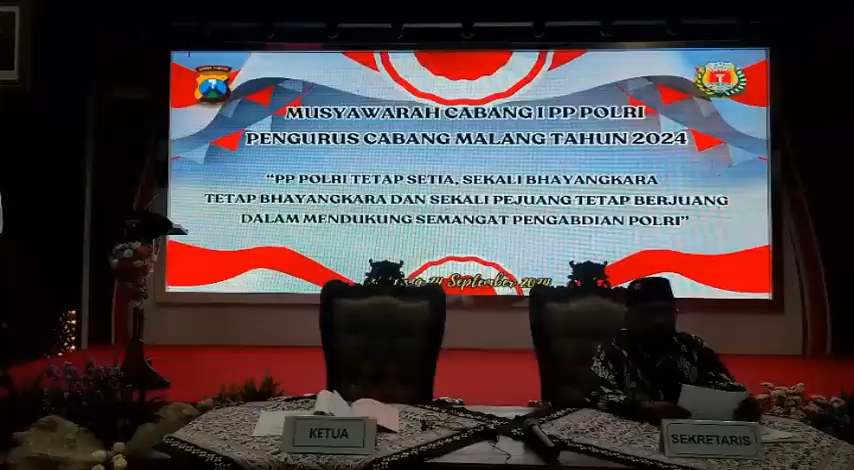 MUSYAWARAH CABANG I PP POLRI
PENGURUS CABANG MALANG TAHUN 2024
"PP POLRI TETAP SETIA, SEKALI BHAYANGKARA
TETAP BHAYANGKARA DAN SEKALI PEJUANG TETAP BERJUANG
DALAM MENDUKUNG SEMANGAT PENGABDIAN POLRI"
24 September 2024
KETUA
SEKRETARIS